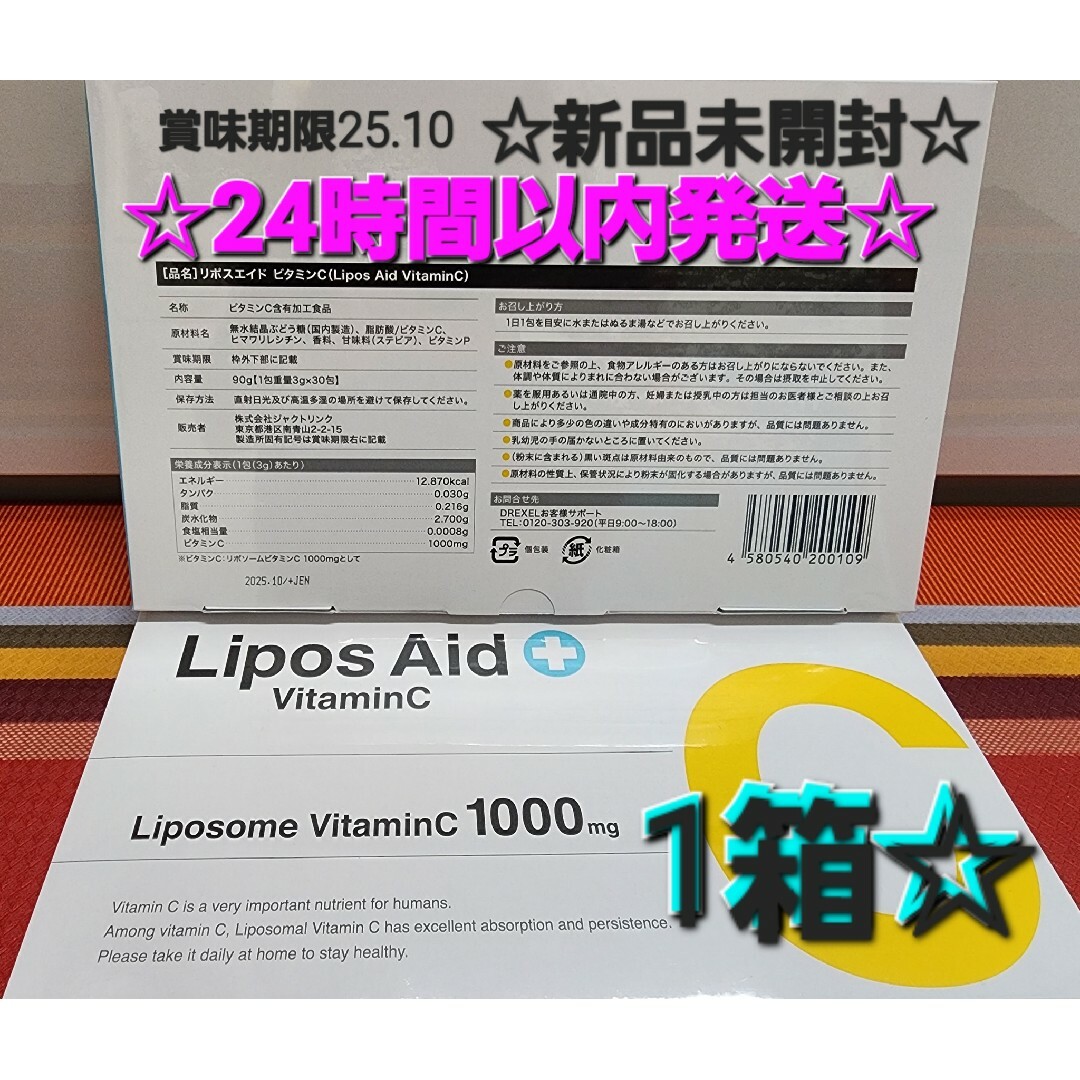 賞味期限25.10 ☆新品未開封☆
☆24時間以内発送☆
[品名]リポスエイド ビタミンC(Lipos Aid VitaminC)
名称 ビタミンC含有加工食品
原材料名 無水結晶ぶどう糖(国内製造)、脂肪酸/ビタミンC、
ヒマワリレシチン、香料、甘味料(ステビア)、ビタミンP
賞味期限 枠外下部に記載
内容量 90g【1包重量3g×30包】
保存方法 直射日光及び高温多湿の場所を避けて保存してください。
販売者 株式会社ジャクトリンク
東京都港区南青山2-2-15
製造所固有記号は賞味期限右に記載
栄養成分表示(1包(3g)あたり)
エネルギー 12.870kcal
タンパク 0.030g
脂質 0.216g
炭水化物 2.700g
食塩相当量 0.0008g
ビタミンC 1000mg
※ビタミンC:リポソームビタミンC 1000mgとして
2025.10/+JEN
お召し上がり方
1日1包を目安に水またはぬるま湯などでお召し上がりください。
ご注意
●原材料をご参照の上、食物アレルギーのある方はお召し上がりにならないでください。また、
体調や体質によりまれに合わない場合がございます。その場合は摂取を中止してください。
●薬を服用あるいは通院中の方、妊婦または授乳中の方は担当のお医者様とご相談の上お召
し上がりください。
●商品により多少の色の違いや成分特有のにおいがありますが、品質には問題ありません。
●乳幼児の手の届かないところに置いてください。
●(粉末に含まれる)黒い斑点は原材料由来のもので、品質には問題ありません。
●原材料の性質上、保管状況により粉末が固化する場合がありますが、品質には問題ありません。
お問合せ先
DREXELお客様サポート
TEL:0120-303-920(平日9:00~18:00)
プラ 個包装 紙 化粧箱
4 580540 200109
Lipos Aid
VitaminC
Liposome VitaminC 1000mg
1箱☆
Vitamin C is a very important nutrient for humans.
Among vitamin C, Liposomal Vitamin C has excellent absorption and persistence.
Please take it daily at home to stay healthy.
C